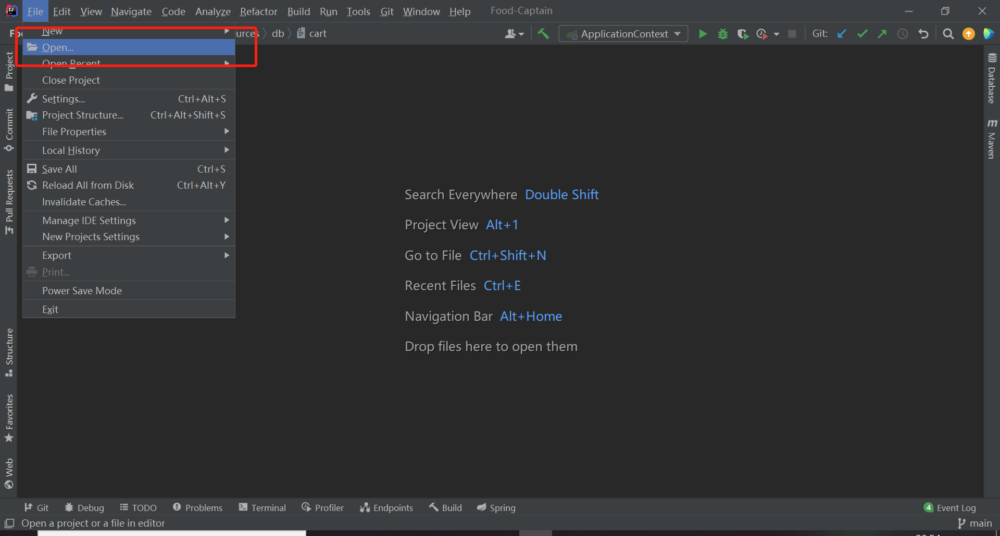 File Edit View Navigate Code Analyze Refactor Build Run Tools Git Window Help Food-Captain
urces db cart ApplicationContext Git:
New
Open...
Open Recent
Close Project
Settings... Ctrl+Alt+S
Project Structure... Ctrl+Alt+Shift+S
File Properties
Local History
Save All Ctrl+S
Reload All from Disk Ctrl+Alt+Y
Invalidate Caches...
Manage IDE Settings
New Projects Settings
Export
Print...
Power Save Mode
Exit
Project
Commit
Pull Requests
Structure
Favorites
Web
Search Everywhere Double Shift
Project View Alt+1
Go to File Ctrl+Shift+N
Recent Files Ctrl+E
Navigation Bar Alt+Home
Drop files here to open them
Database
m Maven
Git Debug TODO Problems Terminal Profiler Endpoints Build Spring 4 Event Log
Open a project or a file in editor main